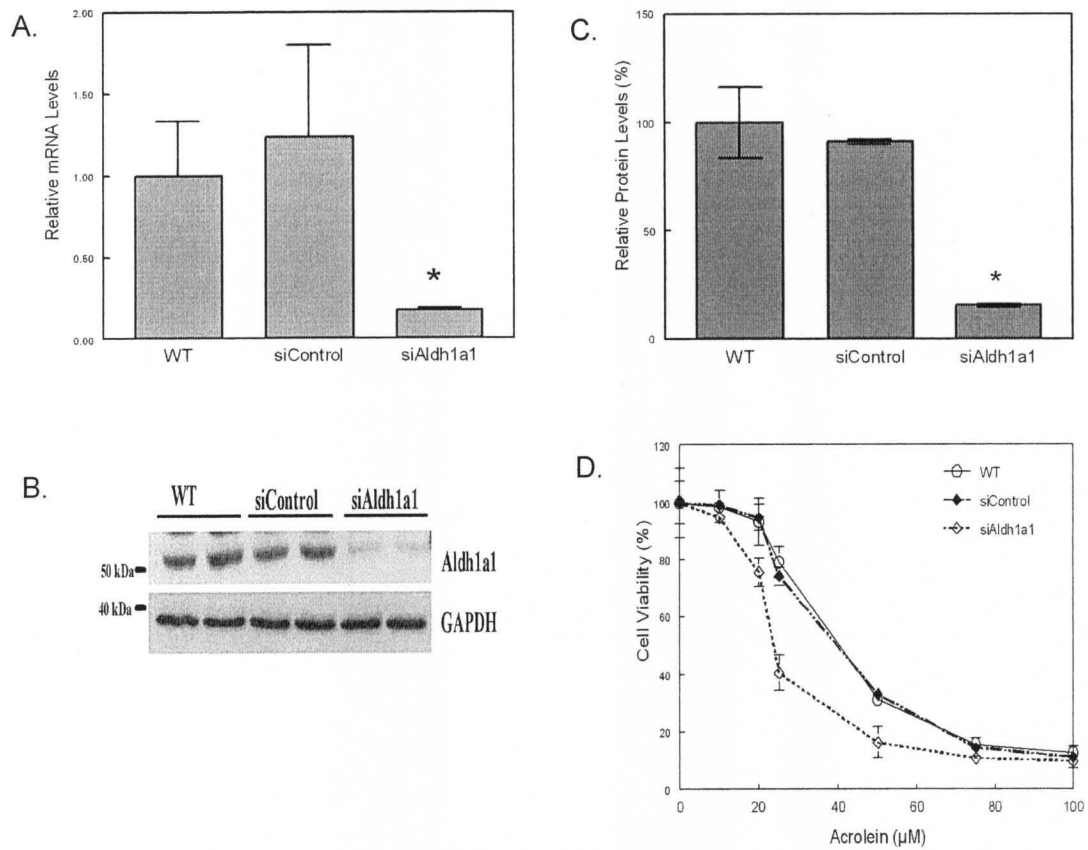 A.
Relative mRNA Levels
2.00
1.50
1.00
0.50
0.00
WT
siControl
siAldh1a1
*
C.
Relative Protein Levels (%)
150
100
50
0
WT
siControl
siAldh1a1
*
B.
WT
siControl
siAldh1a1
50 kDa
Aldh1a1
40 kDa
GAPDH
D.
Cell Viability (%)
120
100
80
60
40
20
0
WT
siControl
siAldh1a1
0
20
40
60
80
100
Acrolein (µM)